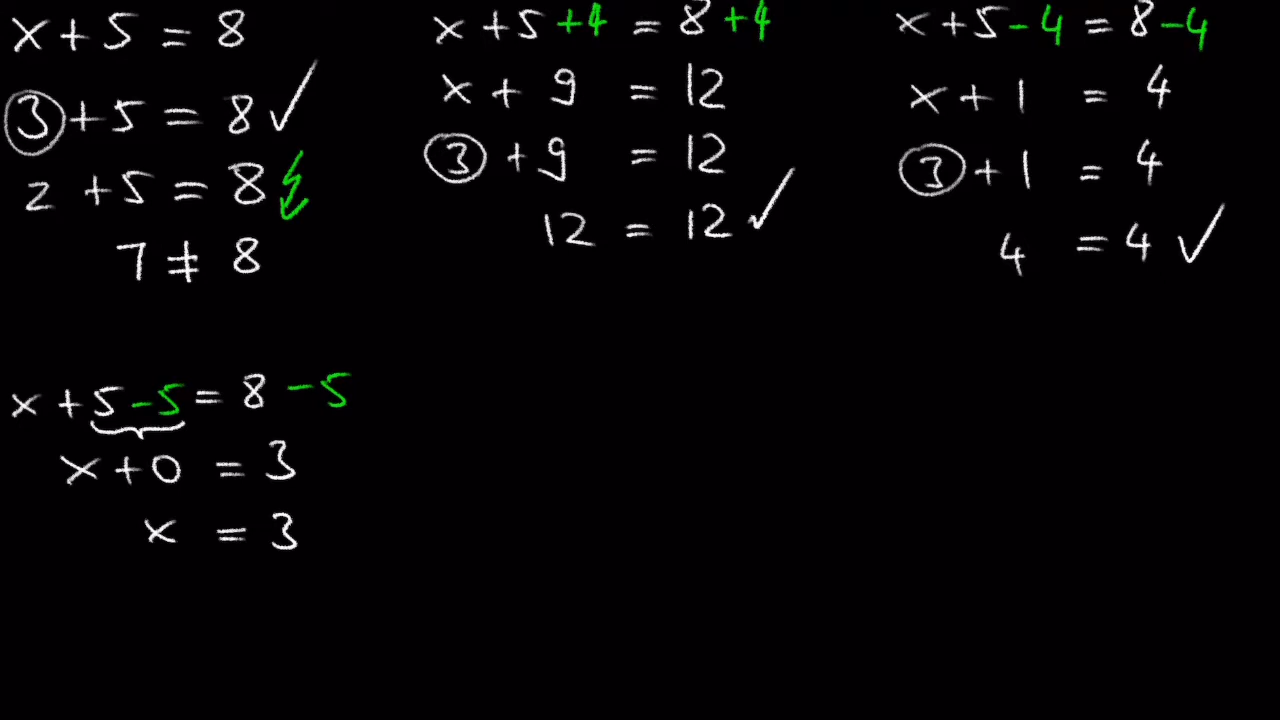 x + 5 = 8
3 + 5 = 8 ✓
2 + 5 = 8
7 ≠ 8
x + 5 + 4 = 8 + 4
x + 9 = 12
3 + 9 = 12
12 = 12 ✓
x + 5 - 4 = 8 - 4
x + 1 = 4
3 + 1 = 4
4 = 4 ✓
x + 5 - 5 = 8 - 5
x + 0 = 3
x = 3